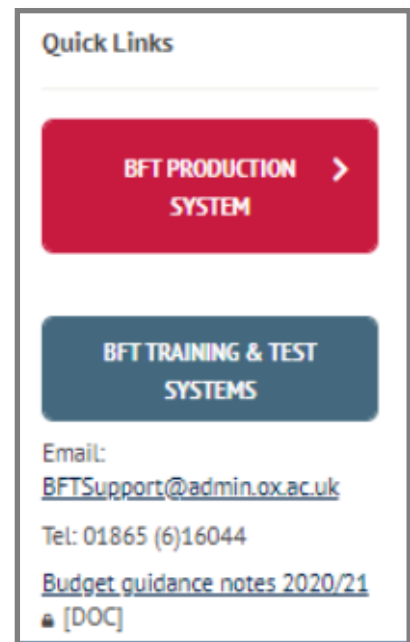 Quick Links
BFT PRODUCTION
SYSTEM
BFT TRAINING & TEST
SYSTEMS
Email:
BFTSupport@admin.ox.ac.uk
Tel: 01865 (6)16044
Budget guidance notes 2020/21
[DOC]